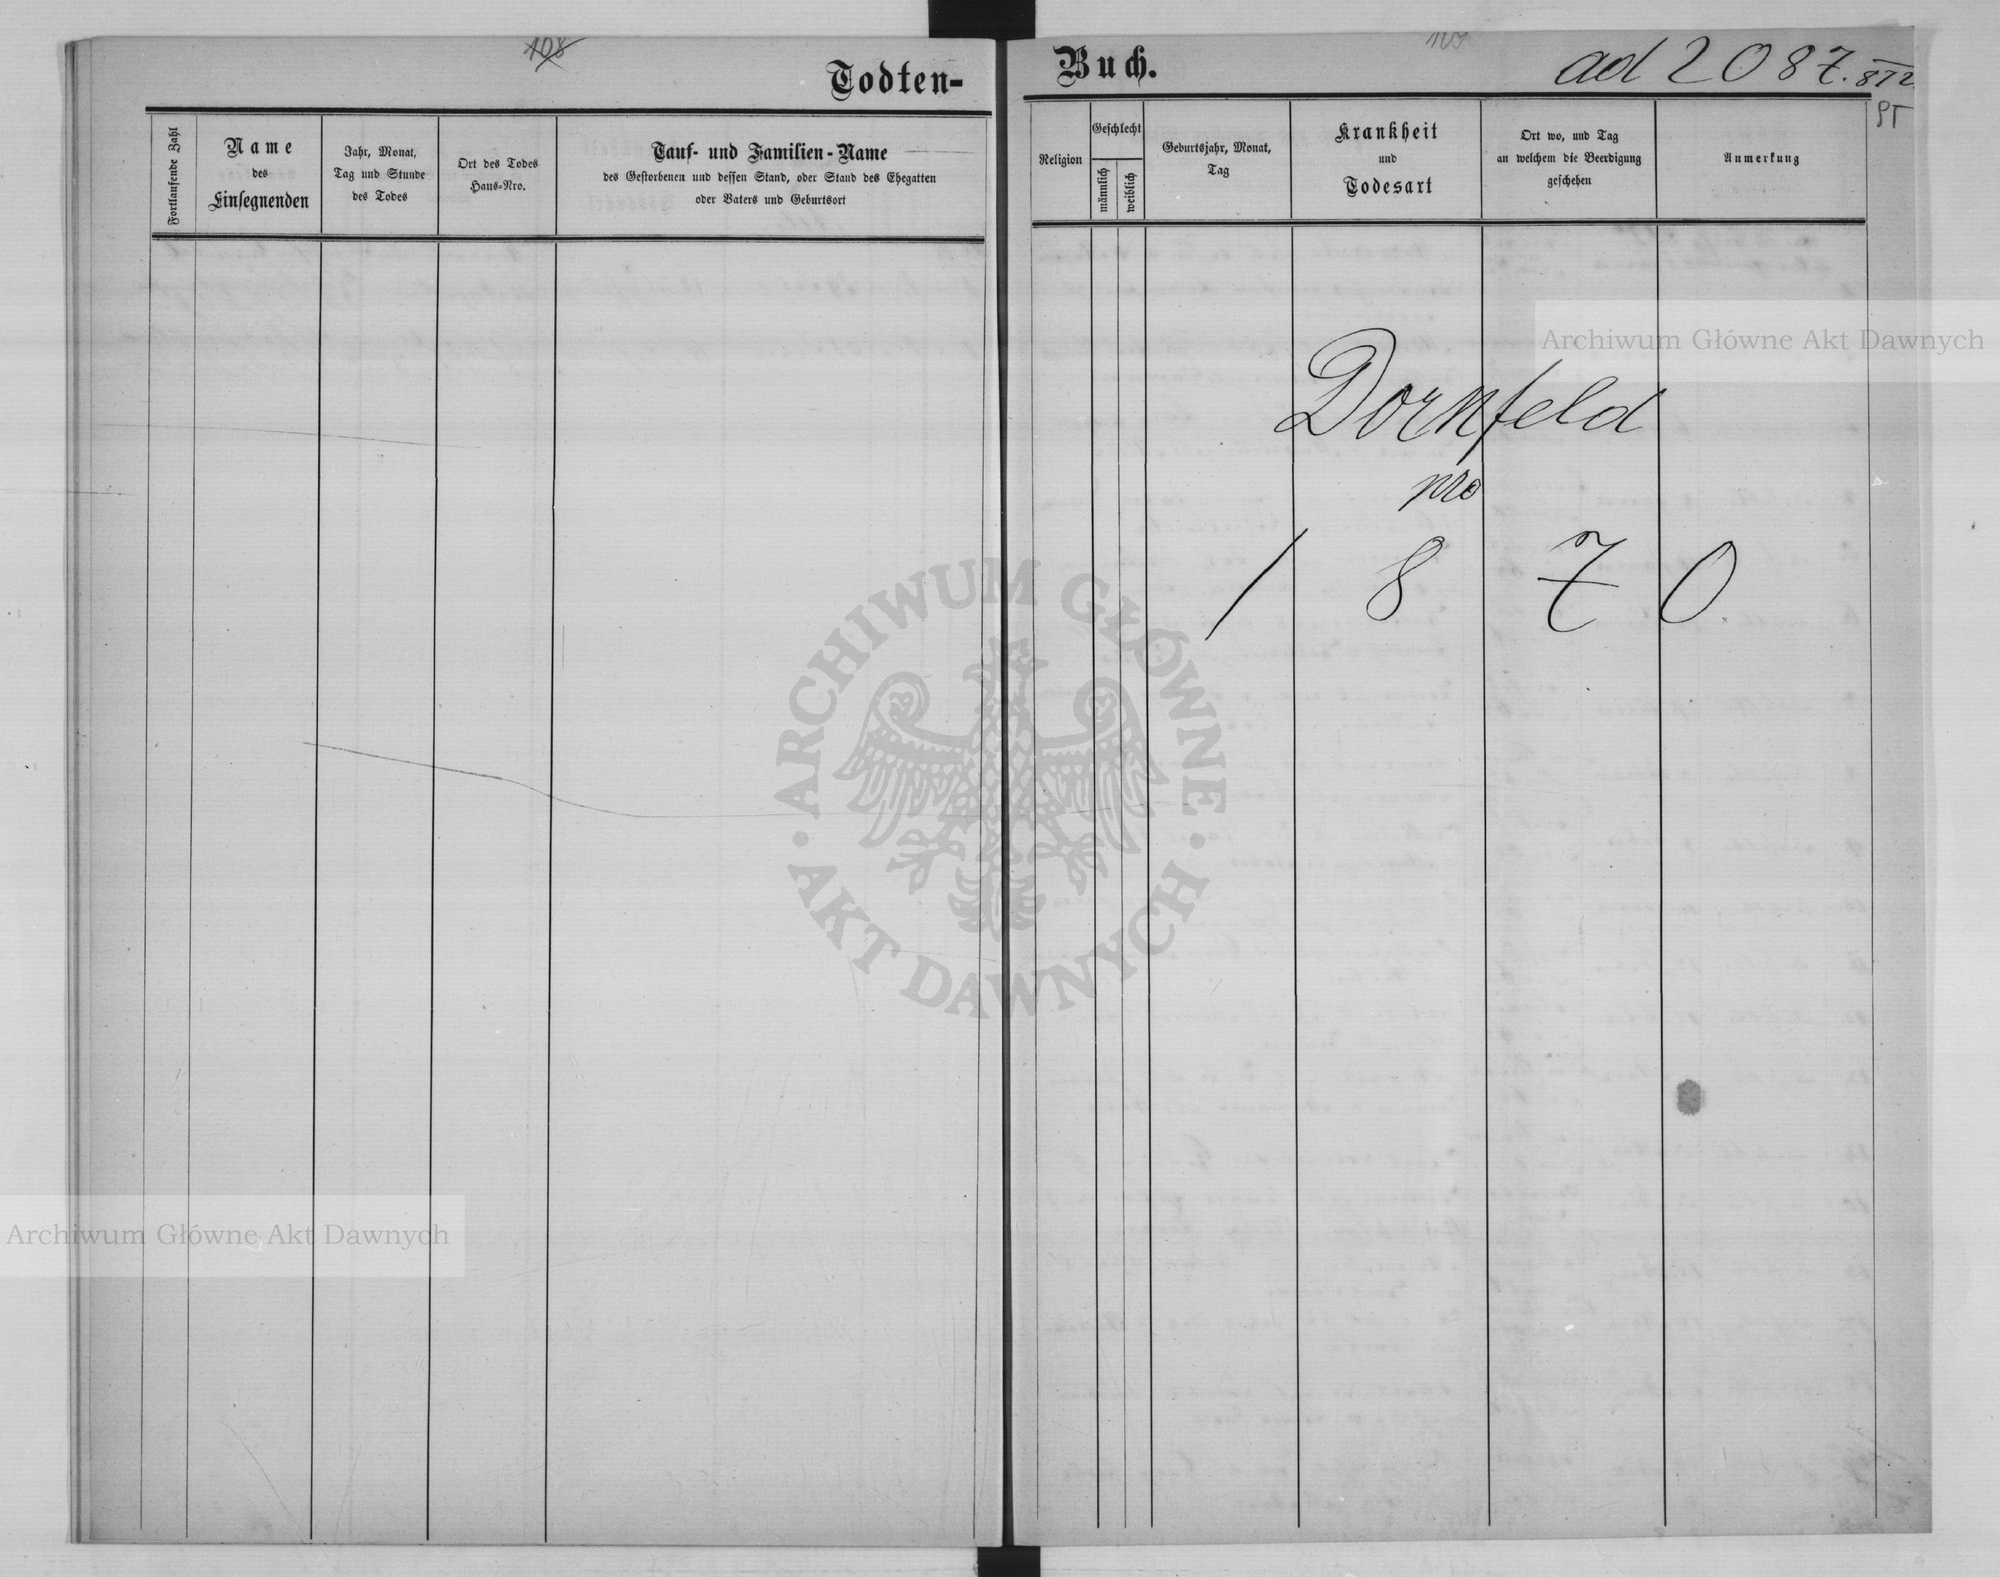 108
Todten-
Fortlaufende Zahl
Name
des
Einsegnenden
Jahr, Monat,
Tag und Stunde
des Todes
Ort des Todes
Haus-Nro.
Tauf- und Familien-Name
des Gestorbenen und dessen Stand, oder Stand des Ehegatten
oder Vaters und Geburtsort
Buch.
109
ad 2087.
Religion
Geschlecht
männlich
weiblich
Geburtsjahr, Monat,
Tag
Krankheit
und
Todesart
Ort wo, und Tag
an welchem die Beerdigung
geschehen
Anmerkung
Dornfeld
pro
1870.
Archiwum Główne Akt Dawnych
ARCHIWUM GŁÓWNE · AKT DAWNYCH ·
Archiwum Główne Akt Dawnych